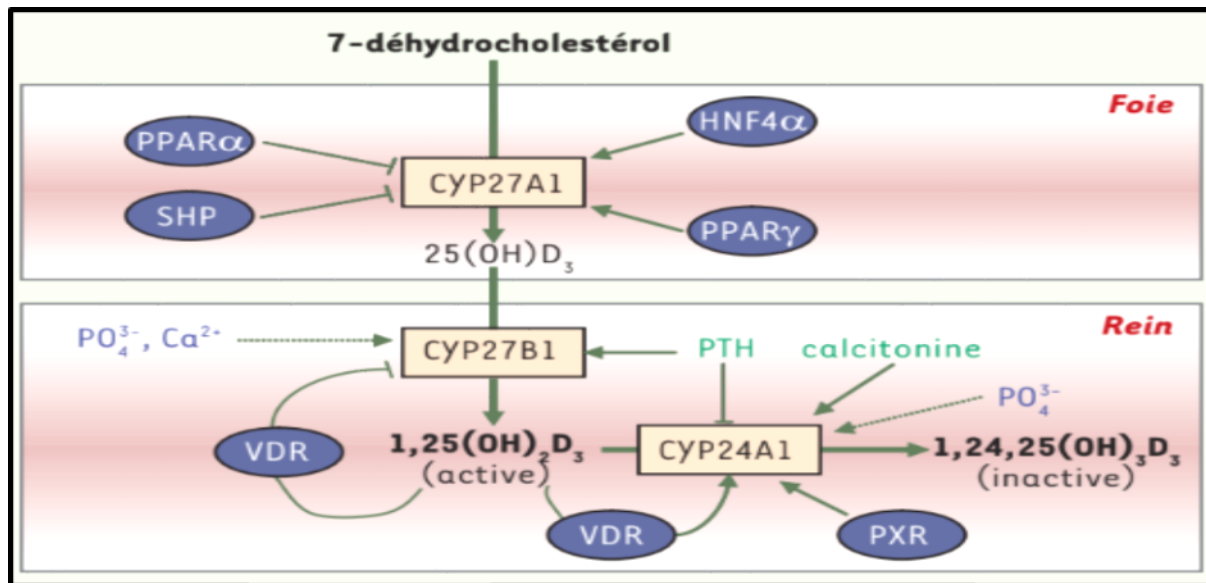 7-déhydrocholestérol
Foie
PPARα
HNF4α
CYP27A1
SHP
PPARγ
25(OH)D₃
Rein
PO₄³⁻, Ca²⁺
CYP27B1
PTH
calcitonine
PO₄³⁻
VDR
1,25(OH)₂D₃
(active)
CYP24A1
1,24,25(OH)₃D₃
(inactive)
VDR
PXR